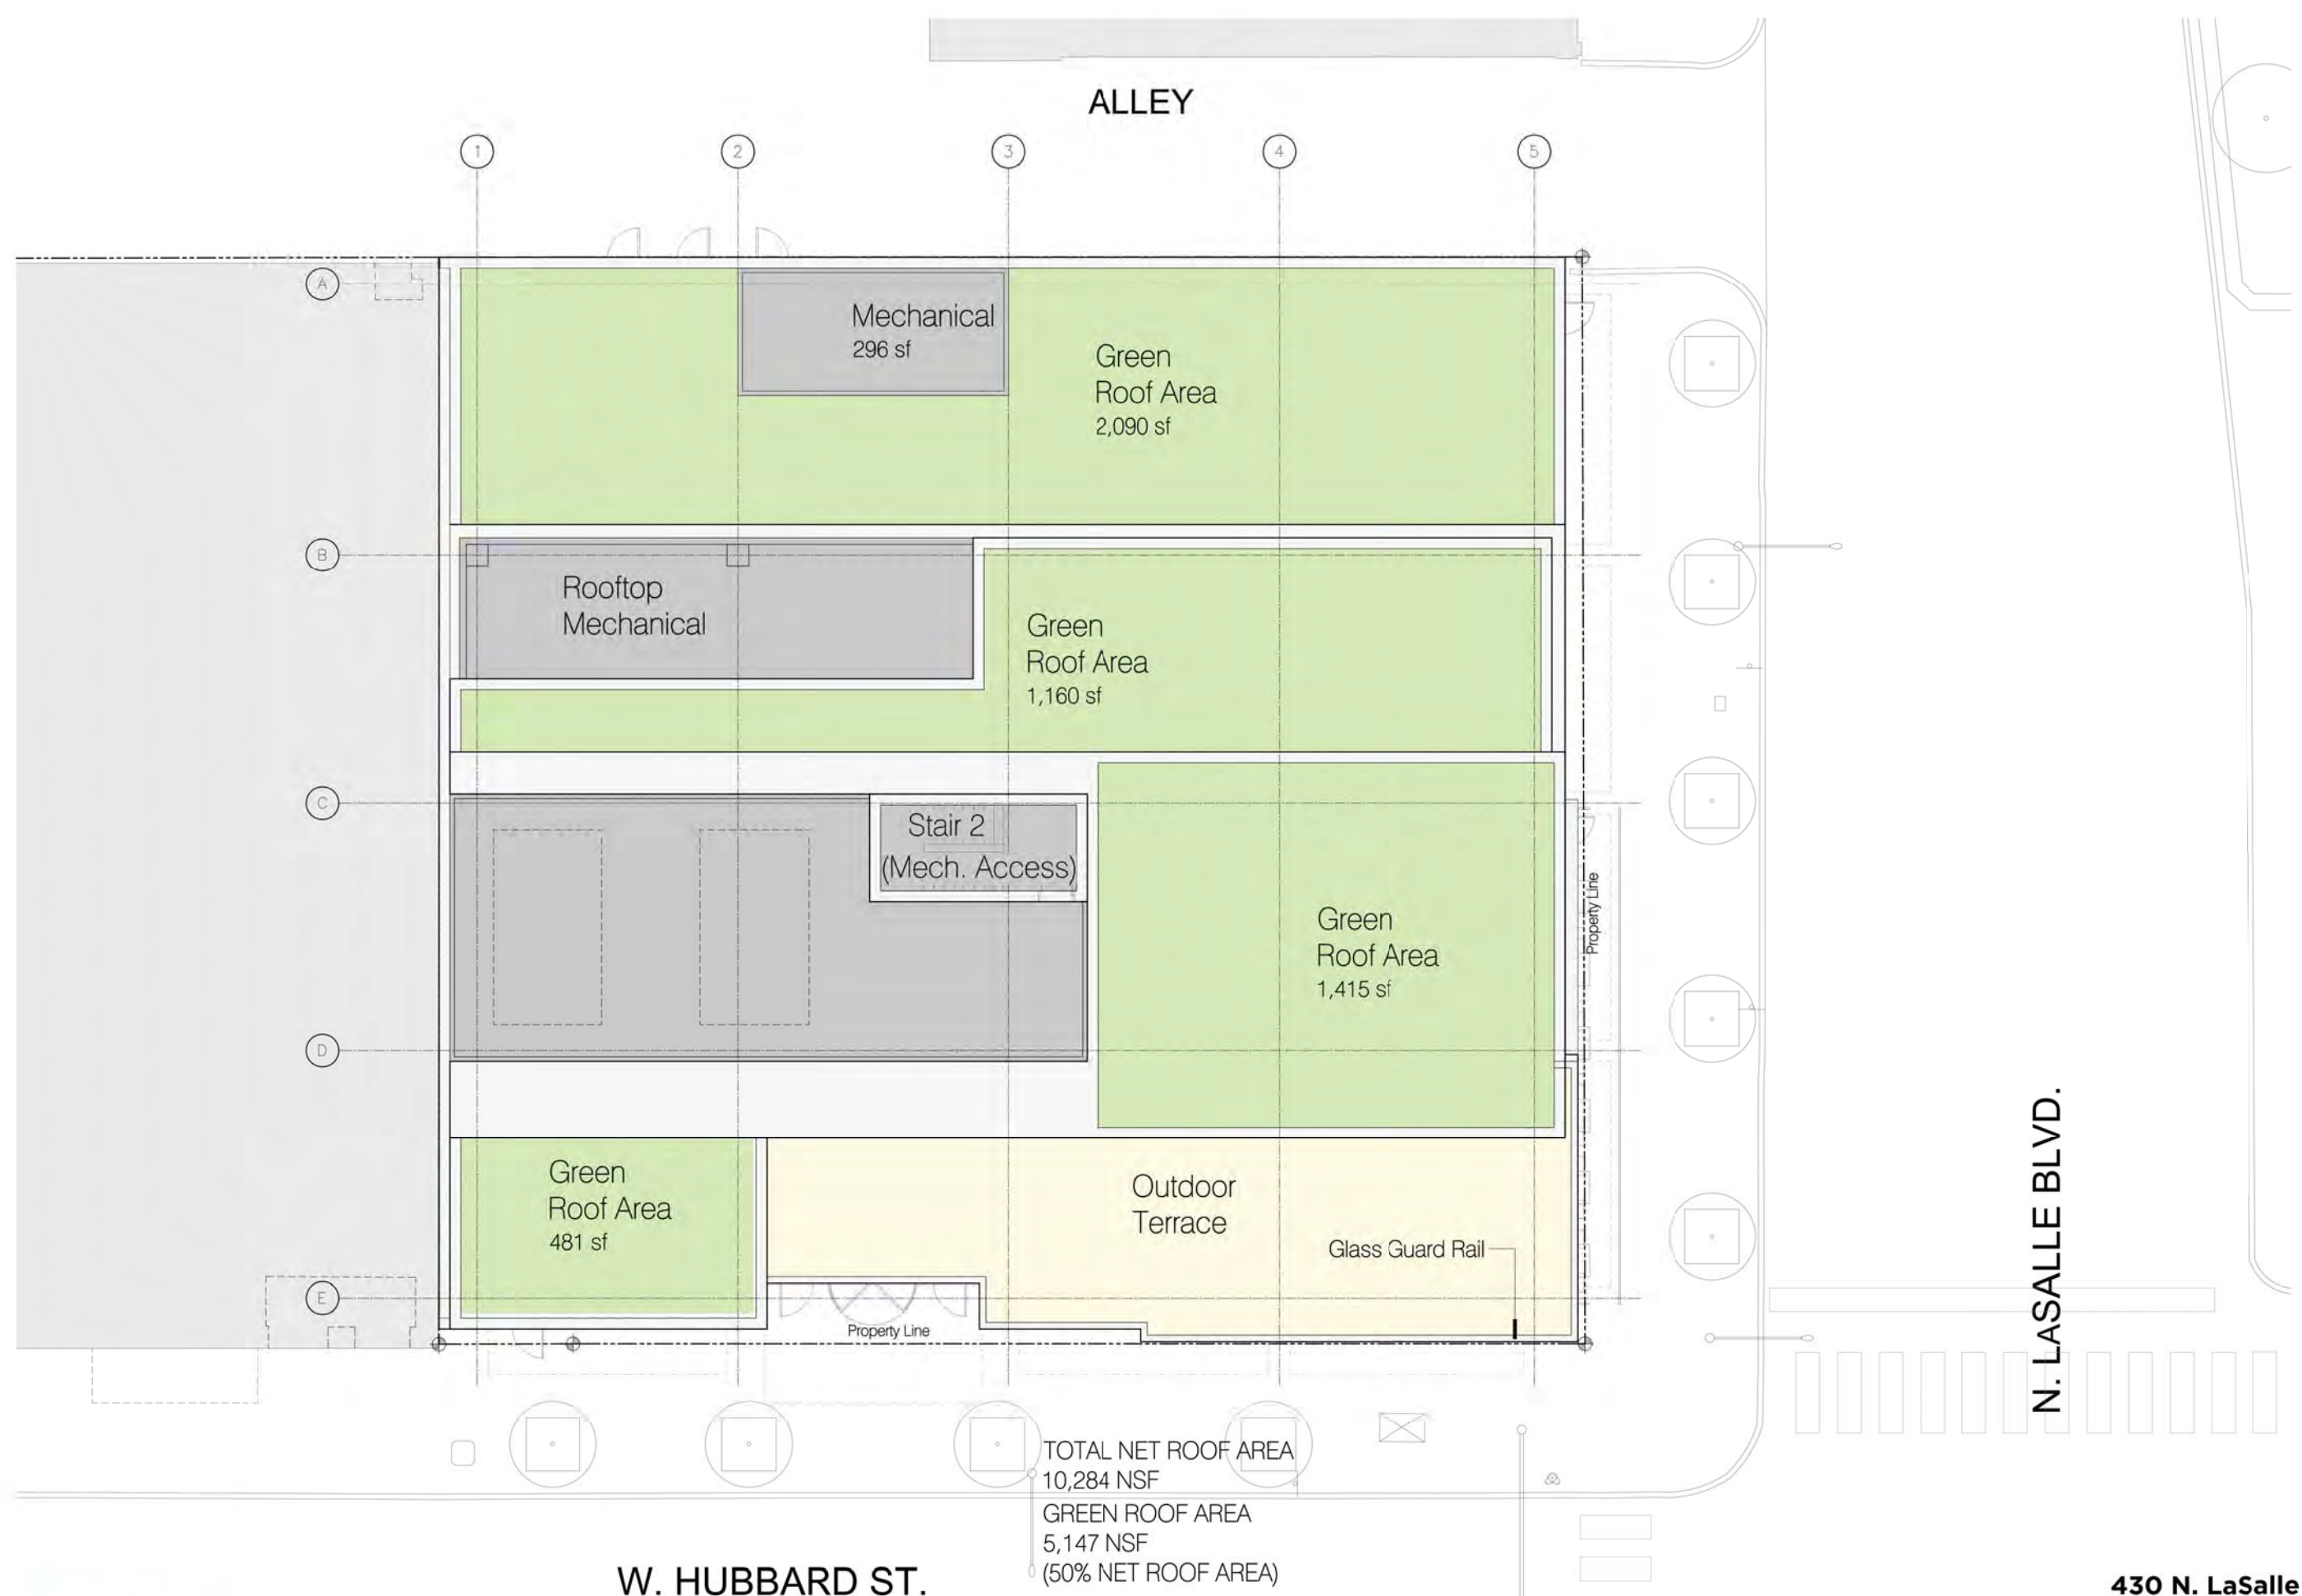 ALLEY
1
2
3
4
5
A
Mechanical
296 sf
Green
Roof Area
2,090 sf
B
Rooftop
Mechanical
Green
Roof Area
1,160 sf
C
Stair 2
(Mech. Access)
Green
Roof Area
1,415 sf
Property Line
D
Green
Roof Area
481 sf
Outdoor
Terrace
Glass Guard Rail
E
Property Line
N. LASALLE BLVD.
TOTAL NET ROOF AREA
10,284 NSF
GREEN ROOF AREA
5,147 NSF
(50% NET ROOF AREA)
W. HUBBARD ST.
430 N. LaSalle